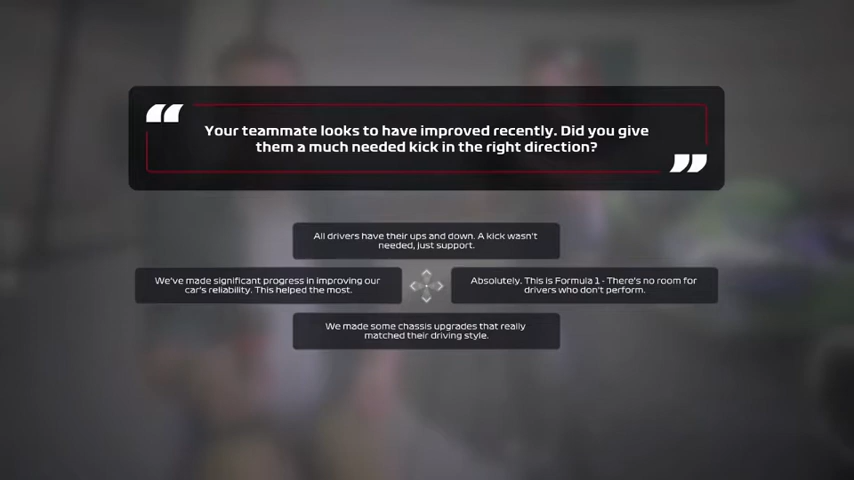 Your teammate looks to have improved recently. Did you give
them a much needed kick in the right direction?
All drivers have their ups and down. A kick wasn't
needed, just support.
We've made significant progress in improving our
car's reliability. This helped the most.
Absolutely. This is Formula 1 - There's no room for
drivers who don't perform.
We made some chassis upgrades that really
matched their driving style.